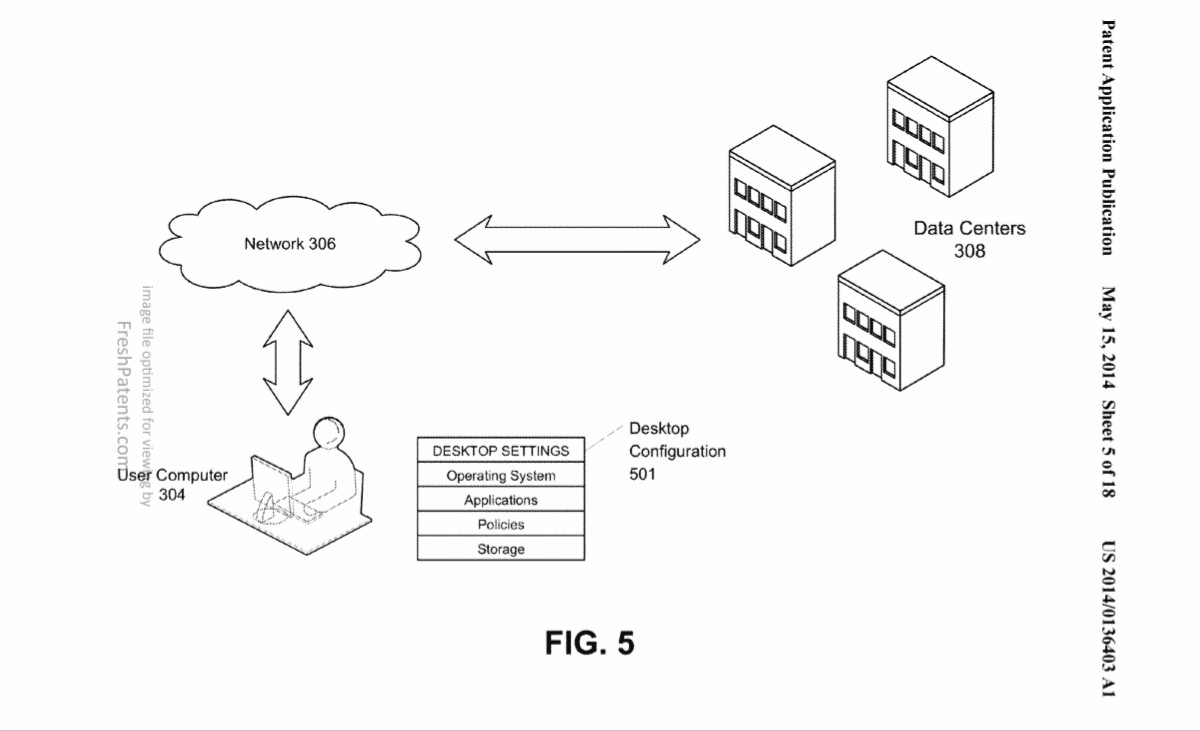 Patent Application Publication May 15, 2014 Sheet 5 of 18 US 2014/0136403 A1
Network 306
Data Centers
308
image file optimized for viewing by
FreshPatents.com
User Computer
304
DESKTOP SETTINGS
Operating System
Applications
Policies
Storage
Desktop
Configuration
501
FIG. 5